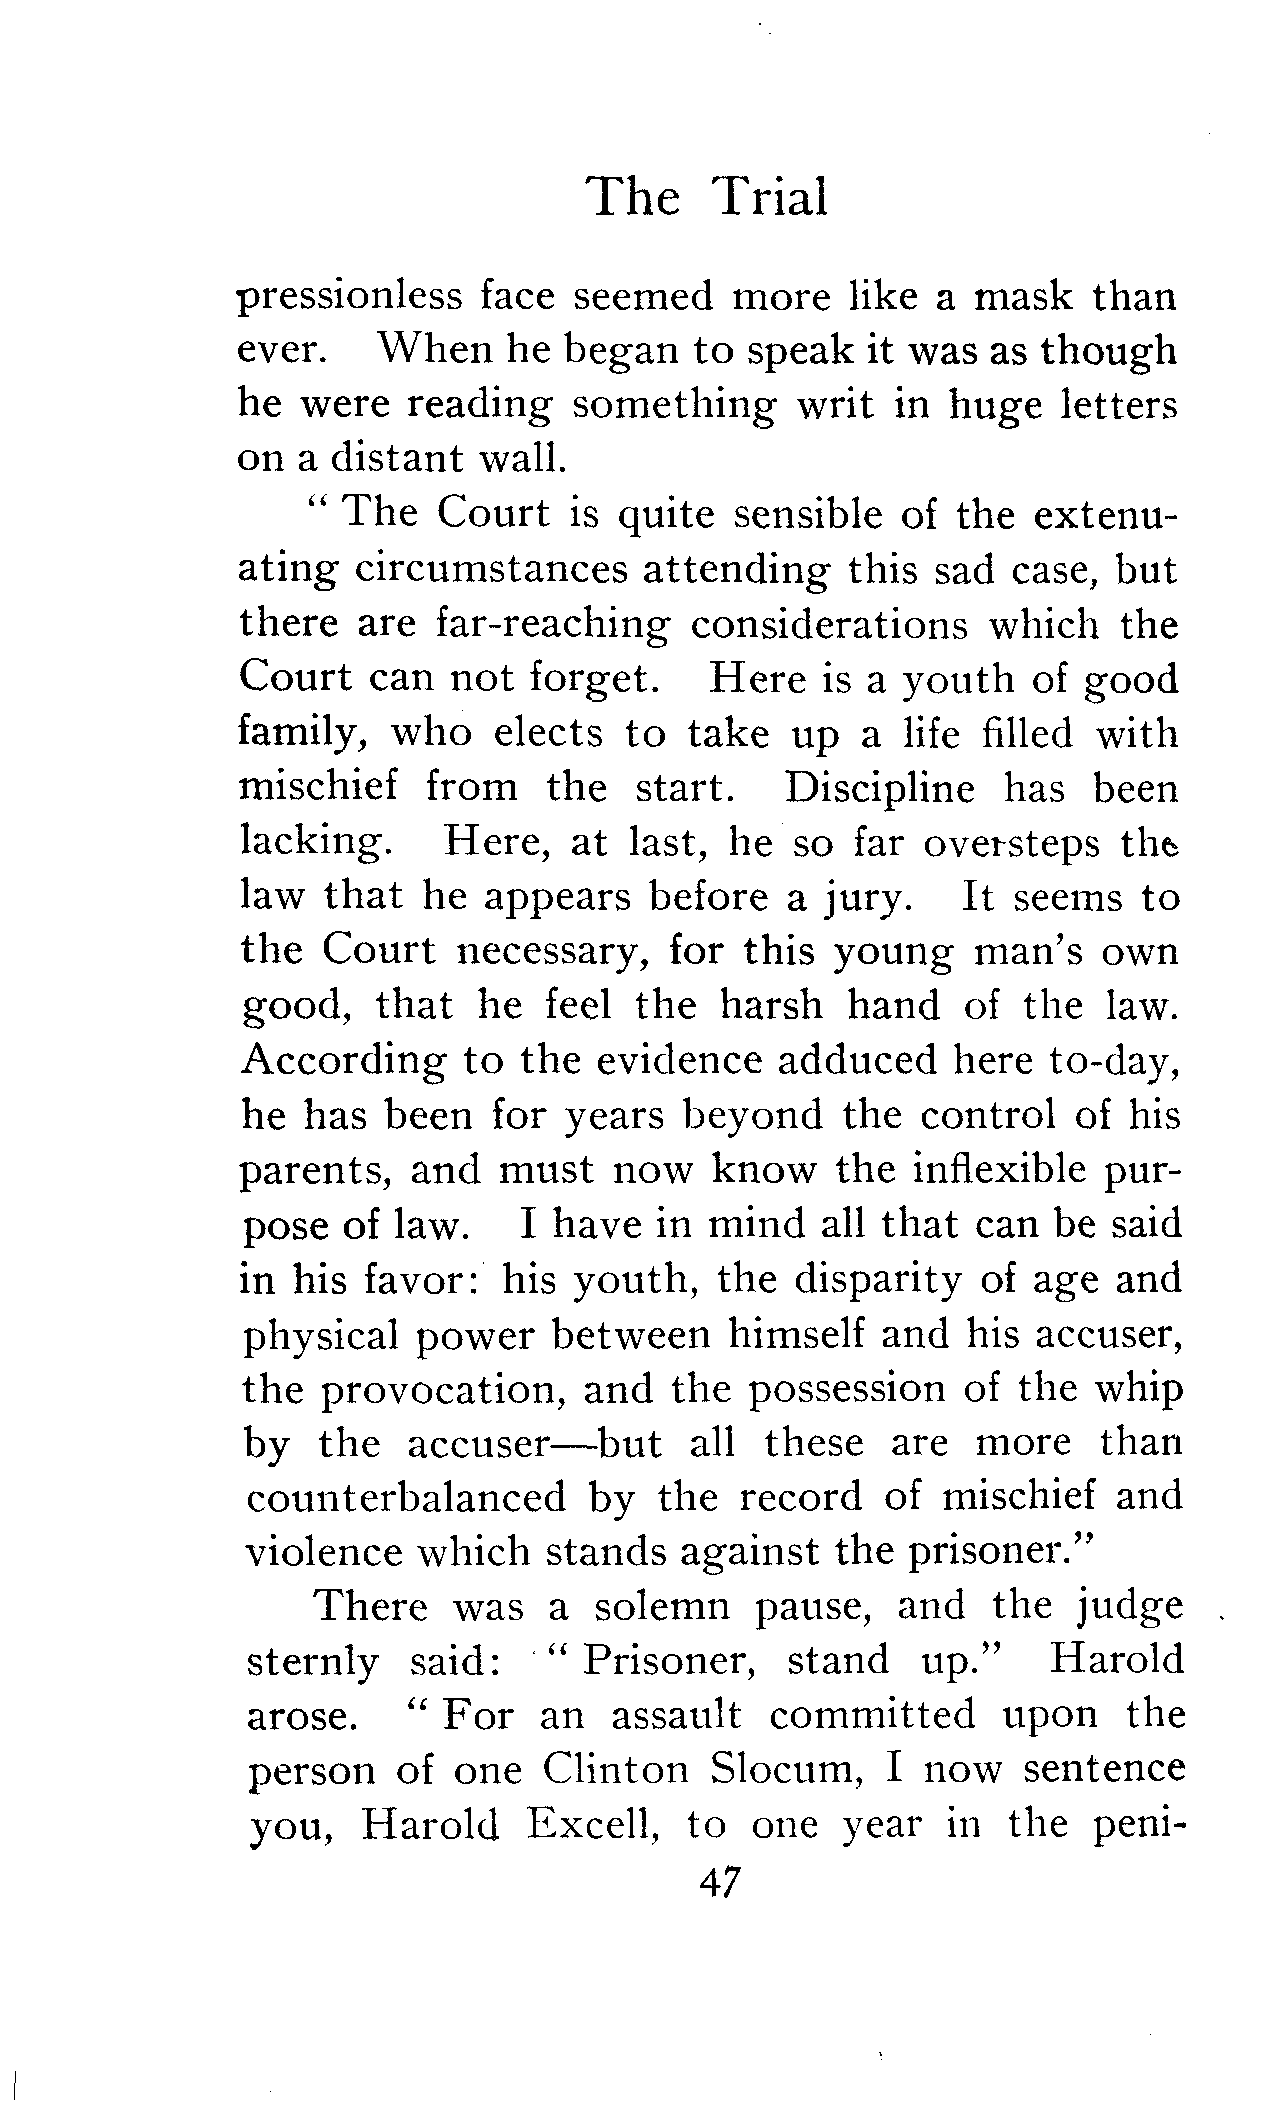 The Trial
pressionless face seemed more like a mask than
ever. When he began to speak it was as though
he were reading something writ in huge letters
on a distant wall.
" The Court is quite sensible of the extenu-
ating circumstances attending this sad case, but
there are far-reaching considerations which the
Court can not forget. Here is a youth of good
family, who elects to take up a life filled with
mischief from the start. Discipline has been
lacking. Here, at last, he so far oversteps the
law that he appears before a jury. It seems to
the Court necessary, for this young man's own
good, that he feel the harsh hand of the law.
According to the evidence adduced here to-day,
he has been for years beyond the control of his
parents, and must now know the inflexible pur-
pose of law. I have in mind all that can be said
in his favor: his youth, the disparity of age and
physical power between himself and his accuser,
the provocation, and the possession of the whip
by the accuser—but all these are more than
counterbalanced by the record of mischief and
violence which stands against the prisoner."
There was a solemn pause, and the judge
sternly said: " Prisoner, stand up." Harold
arose. " For an assault committed upon the
person of one Clinton Slocum, I now sentence
you, Harold Excell, to one year in the peni-
47